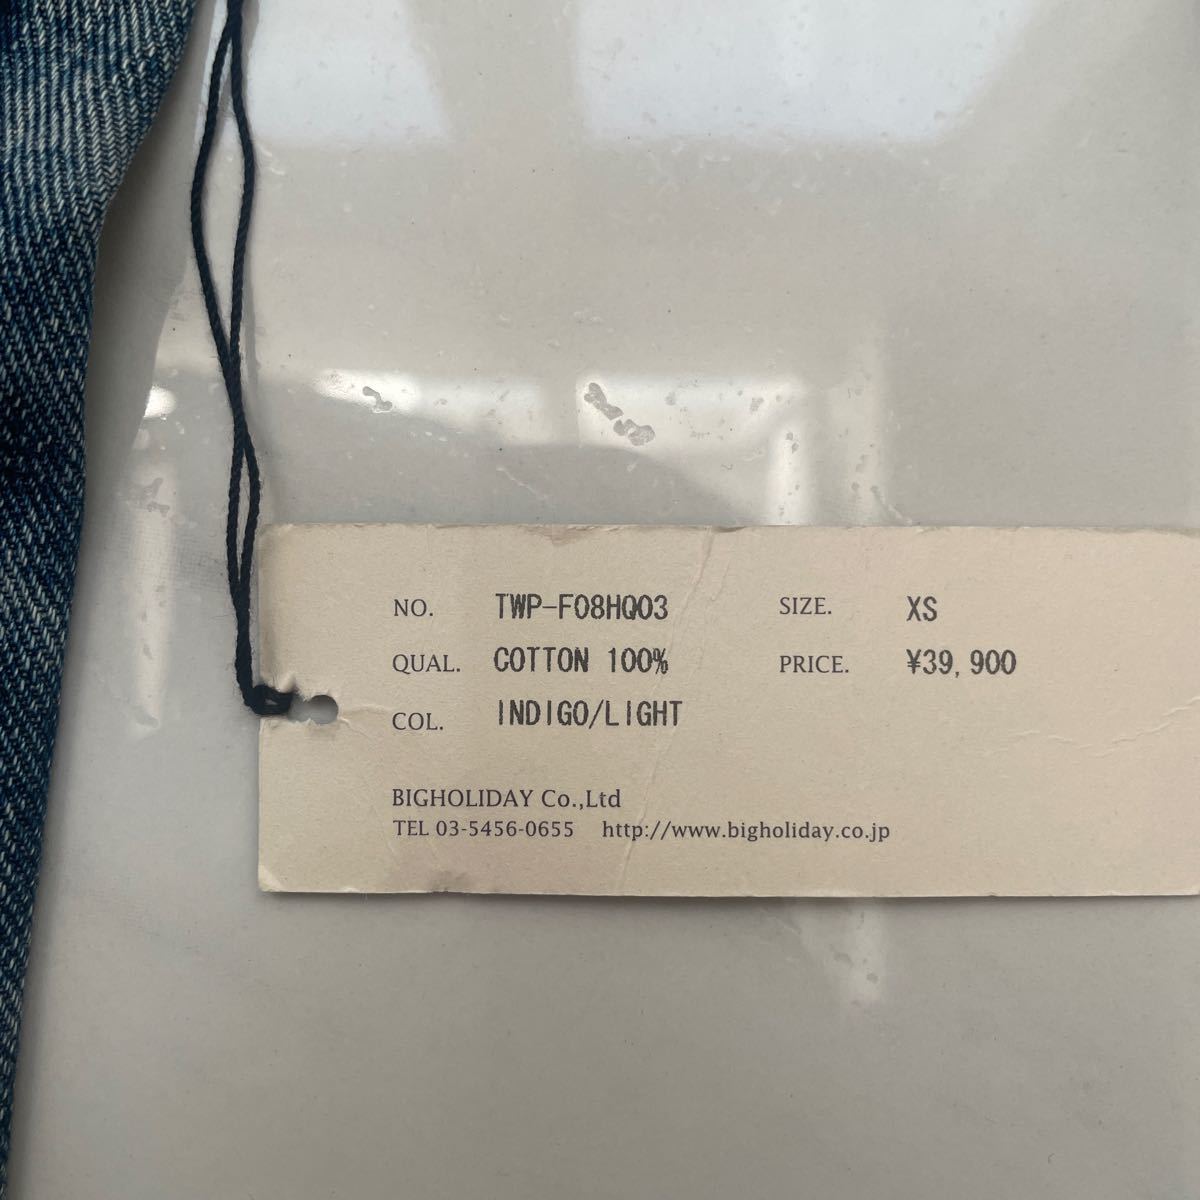 NO. TWP-F08HQ03 SIZE. XS
QUAL. COTTON 100% PRICE. ¥39,900
COL. INDIGO/LIGHT
BIGHOLIDAY Co.,Ltd
TEL 03-5456-0655 http://www.bigholiday.co.jp